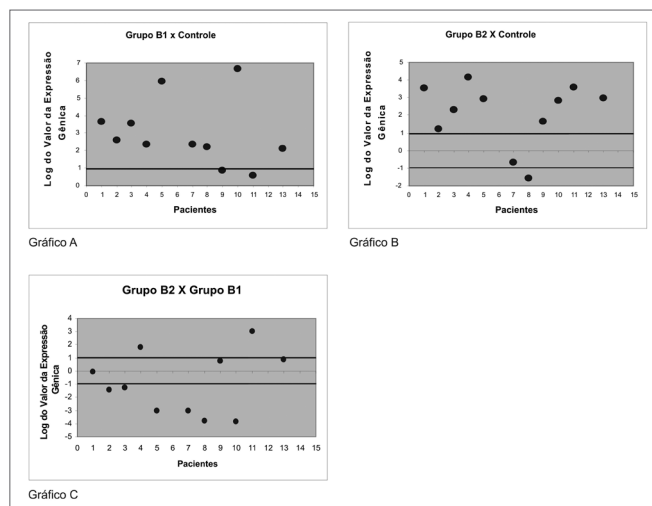 Grupo B1 x Controle
Log do Valor da Expressão
Gênica
7
6
5
4
3
2
1
0
0 1 2 3 4 5 6 7 8 9 10 11 12 13 14 15
Pacientes
Gráfico A
Grupo B2 X Controle
Log do Valor da Expressão
Gênica
5
4
3
2
1
0
-1
-2
0 1 2 3 4 5 6 7 8 9 10 11 12 13 14 15
Pacientes
Gráfico B
Grupo B2 X Grupo B1
Log do Valor da Expressão
Gênica
4
3
2
1
0
-1
-2
-3
-4
-5
0 1 2 3 4 5 6 7 8 9 10 11 12 13 14 15
Pacientes
Gráfico C